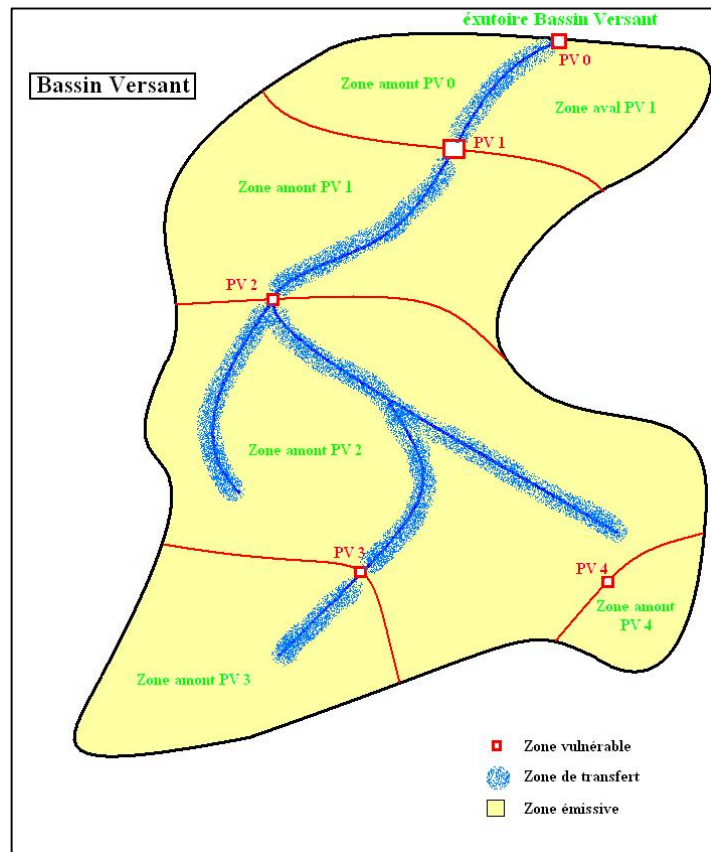 éxutoire Bassin Versant
PV 0
Bassin Versant
Zone amont PV 0
Zone aval PV 1
PV 1
Zone amont PV 1
PV 2
Zone amont PV 2
PV 3
PV 4
Zone amont
PV 4
Zone amont PV 3
Zone vulnérable
Zone de transfert
Zone émissive